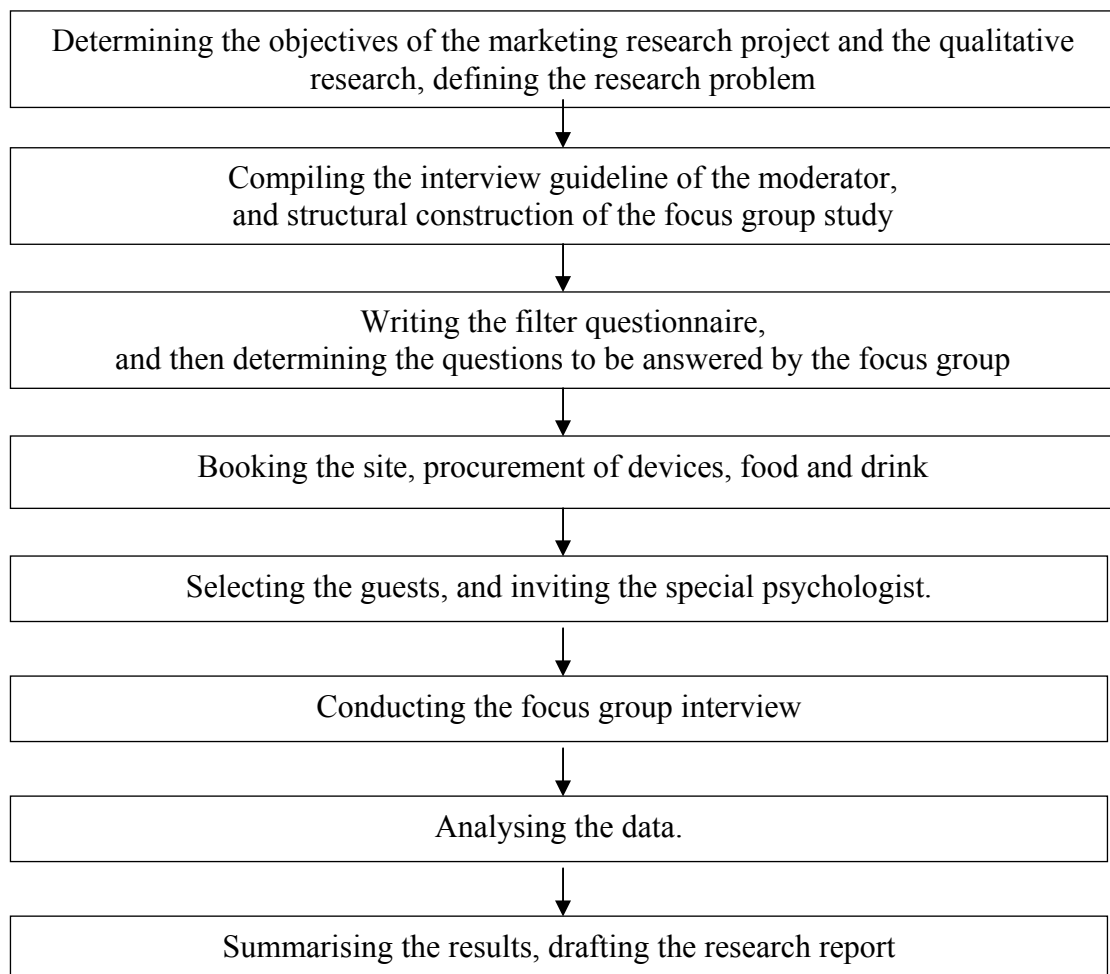 Determining the objectives of the marketing research project and the qualitative
research, defining the research problem
Compiling the interview guideline of the moderator,
and structural construction of the focus group study
Writing the filter questionnaire,
and then determining the questions to be answered by the focus group
Booking the site, procurement of devices, food and drink
Selecting the guests, and inviting the special psychologist.
Conducting the focus group interview
Analysing the data.
Summarising the results, drafting the research report